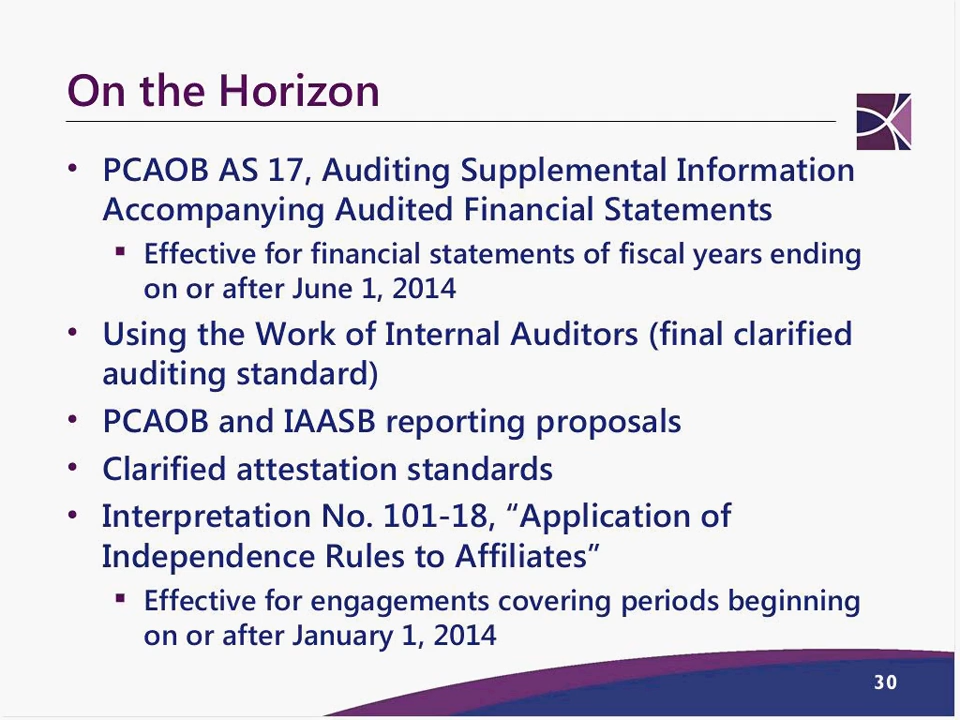 On the Horizon
• PCAOB AS 17, Auditing Supplemental Information
Accompanying Audited Financial Statements
▪ Effective for financial statements of fiscal years ending
on or after June 1, 2014
• Using the Work of Internal Auditors (final clarified
auditing standard)
• PCAOB and IAASB reporting proposals
• Clarified attestation standards
• Interpretation No. 101-18, “Application of
Independence Rules to Affiliates”
▪ Effective for engagements covering periods beginning
on or after January 1, 2014
30